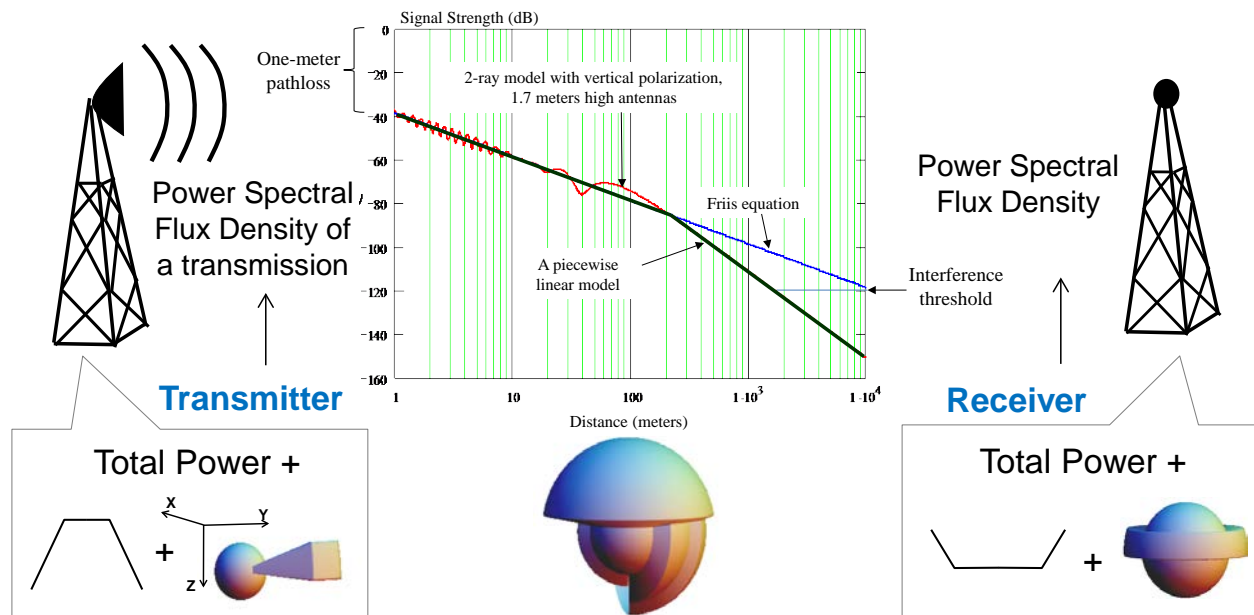 Signal Strength (dB)
One-meter
pathloss
0
−20
−40
−60
−80
−100
−120
−140
−160
1
10
100
1·10³
1·10⁴
Distance (meters)
2-ray model with vertical polarization,
1.7 meters high antennas
Friis equation
A piecewise
linear model
Interference
threshold
Power Spectral
Flux Density of
a transmission
Transmitter
Total Power +
+
X
Y
Z
Power Spectral
Flux Density
Receiver
Total Power +
+